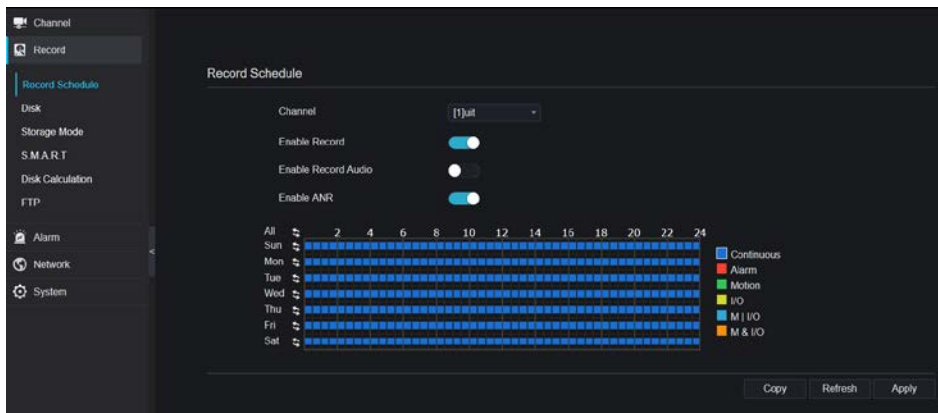 Channel
Record
Record Schedule
Disk
Storage Mode
S.M.A.R.T
Disk Calculation
FTP
Alarm
Network
System
<
Record Schedule
Channel [1]uit
Enable Record
Enable Record Audio
Enable ANR
All 2 4 6 8 10 12 14 16 18 20 22 24
Sun
Mon
Tue
Wed
Thu
Fri
Sat
Continuous
Alarm
Motion
I/O
M | I/O
M & I/O
Copy Refresh Apply